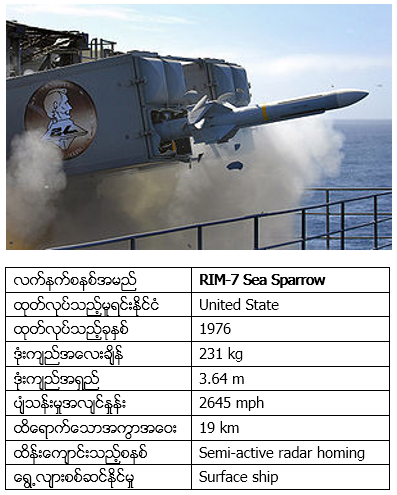 လက်နက်စနစ်အမည် RIM-7 Sea Sparrow
ထုတ်လုပ်သည့်မူရင်းနိုင်ငံ United State
ထုတ်လုပ်သည့်ခုနှစ် 1976
ဒုံးကျည်အလေးချိန် 231 kg
ဒုံးကျည်အရှည် 3.64 m
ပျံသန်းမှုအလျင်နှုန်း 2645 mph
ထိရောက်သောအကွာအဝေး 19 km
ထိန်းကျောင်းသည့်စနစ် Semi-active radar homing
ရွေ့လျားစစ်ဆင်နိုင်မှု Surface ship